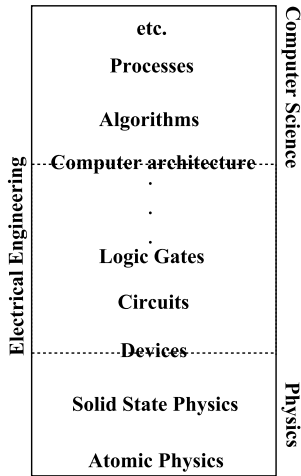 etc.
Processes
Algorithms
Computer architecture
.
.
.
Logic Gates
Circuits
Devices
Solid State Physics
Atomic Physics
Electrical Engineering
Computer Science
Physics